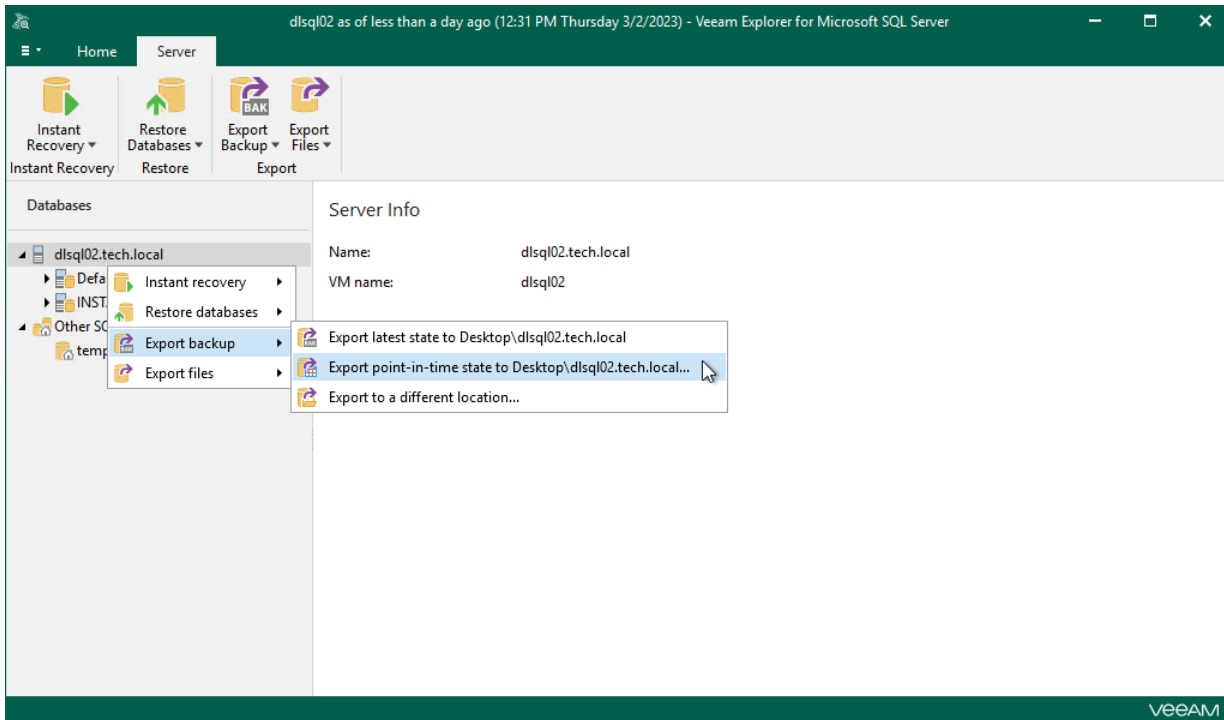 dlsql02 as of less than a day ago (12:31 PM Thursday 3/2/2023) - Veeam Explorer for Microsoft SQL Server
Home Server
Instant Recovery
Restore Databases
BAK
Export Backup
Export Files
Instant Recovery Restore Export
Databases
Server Info
dlsql02.tech.local
Name: dlsql02.tech.local
Defa
Instant recovery
VM name: dlsql02
INST
Restore databases
Other SC
Export latest state to Desktop\dlsql02.tech.local
Export backup
temp
Export point-in-time state to Desktop\dlsql02.tech.local...
Export files
Export to a different location...
veeam